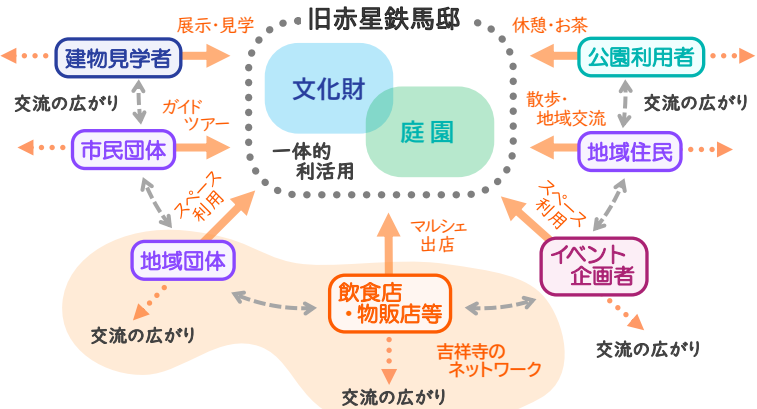 旧赤星鉄馬邸
展示・見学
休憩・お茶
建物見学者
文化財
公園利用者
交流の広がり
ガイド
ツアー
庭園
散歩・
地域交流
交流の広がり
市民団体
一体的
利活用
地域住民
スペース
利用
スペース
利用
地域団体
マルシェ
出店
イベント
企画者
飲食店
・物販店等
交流の広がり
吉祥寺の
ネットワーク
交流の広がり
交流の広がり